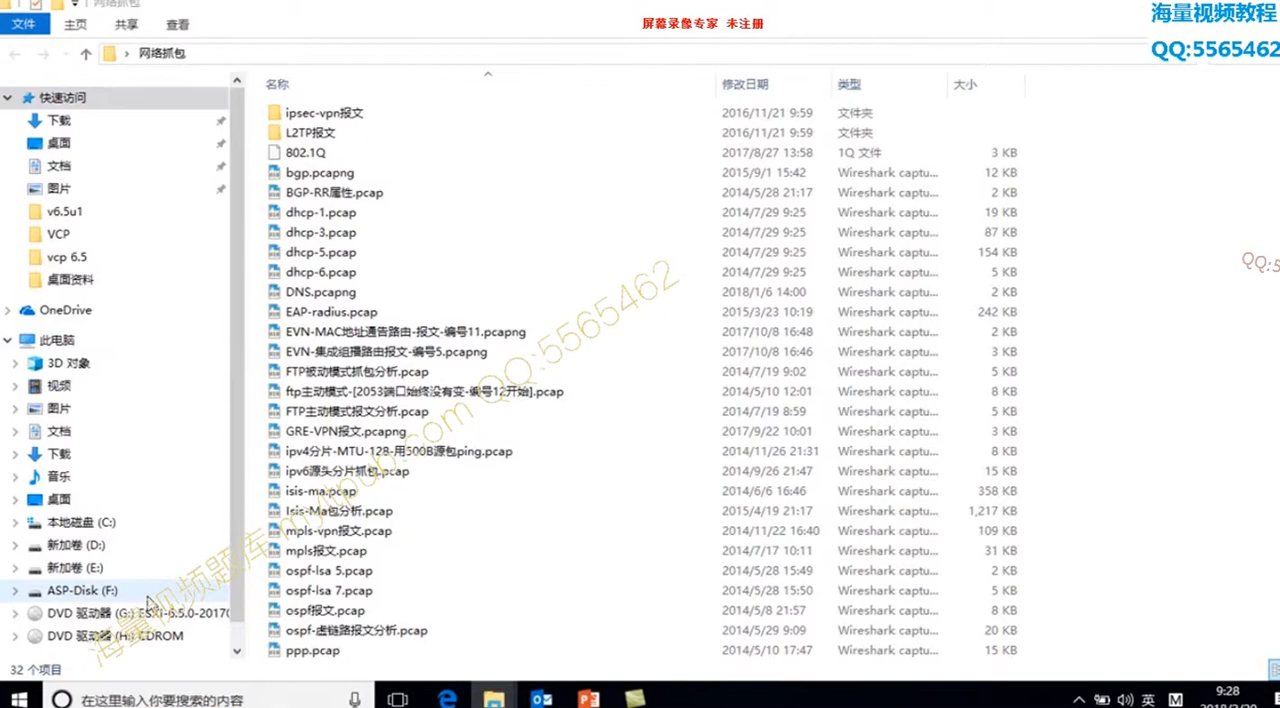 网络抓包
海量视频教程
文件 主页 共享 查看
屏幕录像专家 未注册
QQ:5565462
网络抓包
名称 修改日期 类型 大小
快速访问
下载
桌面
文档
图片
v6.5u1
VCP
vcp 6.5
桌面资料
OneDrive
此电脑
3D 对象
视频
图片
文档
下载
音乐
桌面
本地磁盘 (C:)
新加卷 (D:)
新加卷 (E:)
ASP-Disk (F:)
DVD 驱动器 (G:) ESXI-6.5.0-20170
DVD 驱动器 (H:) CDROM
ipsec-vpn报文 2016/11/21 9:59 文件夹
L2TP报文 2016/11/21 9:59 文件夹
802.1Q 2017/8/27 13:58 1Q 文件 3 KB
bgp.pcapng 2015/9/1 15:42 Wireshark captu... 12 KB
BGP-RR属性.pcap 2014/5/28 21:17 Wireshark captu... 2 KB
dhcp-1.pcap 2014/7/29 9:25 Wireshark captu... 19 KB
dhcp-3.pcap 2014/7/29 9:25 Wireshark captu... 87 KB
dhcp-5.pcap 2014/7/29 9:25 Wireshark captu... 154 KB
dhcp-6.pcap 2014/7/29 9:25 Wireshark captu... 5 KB
DNS.pcapng 2018/1/6 14:00 Wireshark captu... 2 KB
EAP-radius.pcap 2015/3/23 10:19 Wireshark captu... 242 KB
EVN-MAC地址通告路由-报文-编号11.pcapng 2017/10/8 16:48 Wireshark captu... 2 KB
EVN-集成组播路由报文-编号5.pcapng 2017/10/8 16:46 Wireshark captu... 3 KB
FTP被动模式抓包分析.pcap 2014/7/19 9:02 Wireshark captu... 5 KB
ftp主动模式-[2053端口始终没有变-编号12开始].pcap 2014/5/10 12:01 Wireshark captu... 8 KB
FTP主动模式报文分析.pcap 2014/7/19 8:59 Wireshark captu... 5 KB
GRE-VPN报文.pcapng 2017/9/22 10:01 Wireshark captu... 3 KB
ipv4分片-MTU-128-用500B源包ping.pcap 2014/11/26 21:31 Wireshark captu... 8 KB
ipv6源头分片抓包.pcap 2014/9/26 21:47 Wireshark captu... 15 KB
isis-ma.pcap 2014/6/6 16:46 Wireshark captu... 358 KB
Isis-Ma包分析.pcap 2015/4/19 21:17 Wireshark captu... 1,217 KB
mpls-vpn报文.pcap 2014/11/22 16:40 Wireshark captu... 109 KB
mpls报文.pcap 2014/7/17 10:11 Wireshark captu... 31 KB
ospf-lsa 5.pcap 2014/5/28 15:49 Wireshark captu... 2 KB
ospf-lsa 7.pcap 2014/5/28 15:50 Wireshark captu... 5 KB
ospf报文.pcap 2014/5/8 21:57 Wireshark captu... 8 KB
ospf-虚链路报文分析.pcap 2014/5/29 9:09 Wireshark captu... 20 KB
ppp.pcap 2014/5/10 17:47 Wireshark captu... 15 KB
QQ:5
海量视频题库 myitpub.com QQ:5565462
32 个项目
在这里输入你要搜索的内容
英 M 9:28